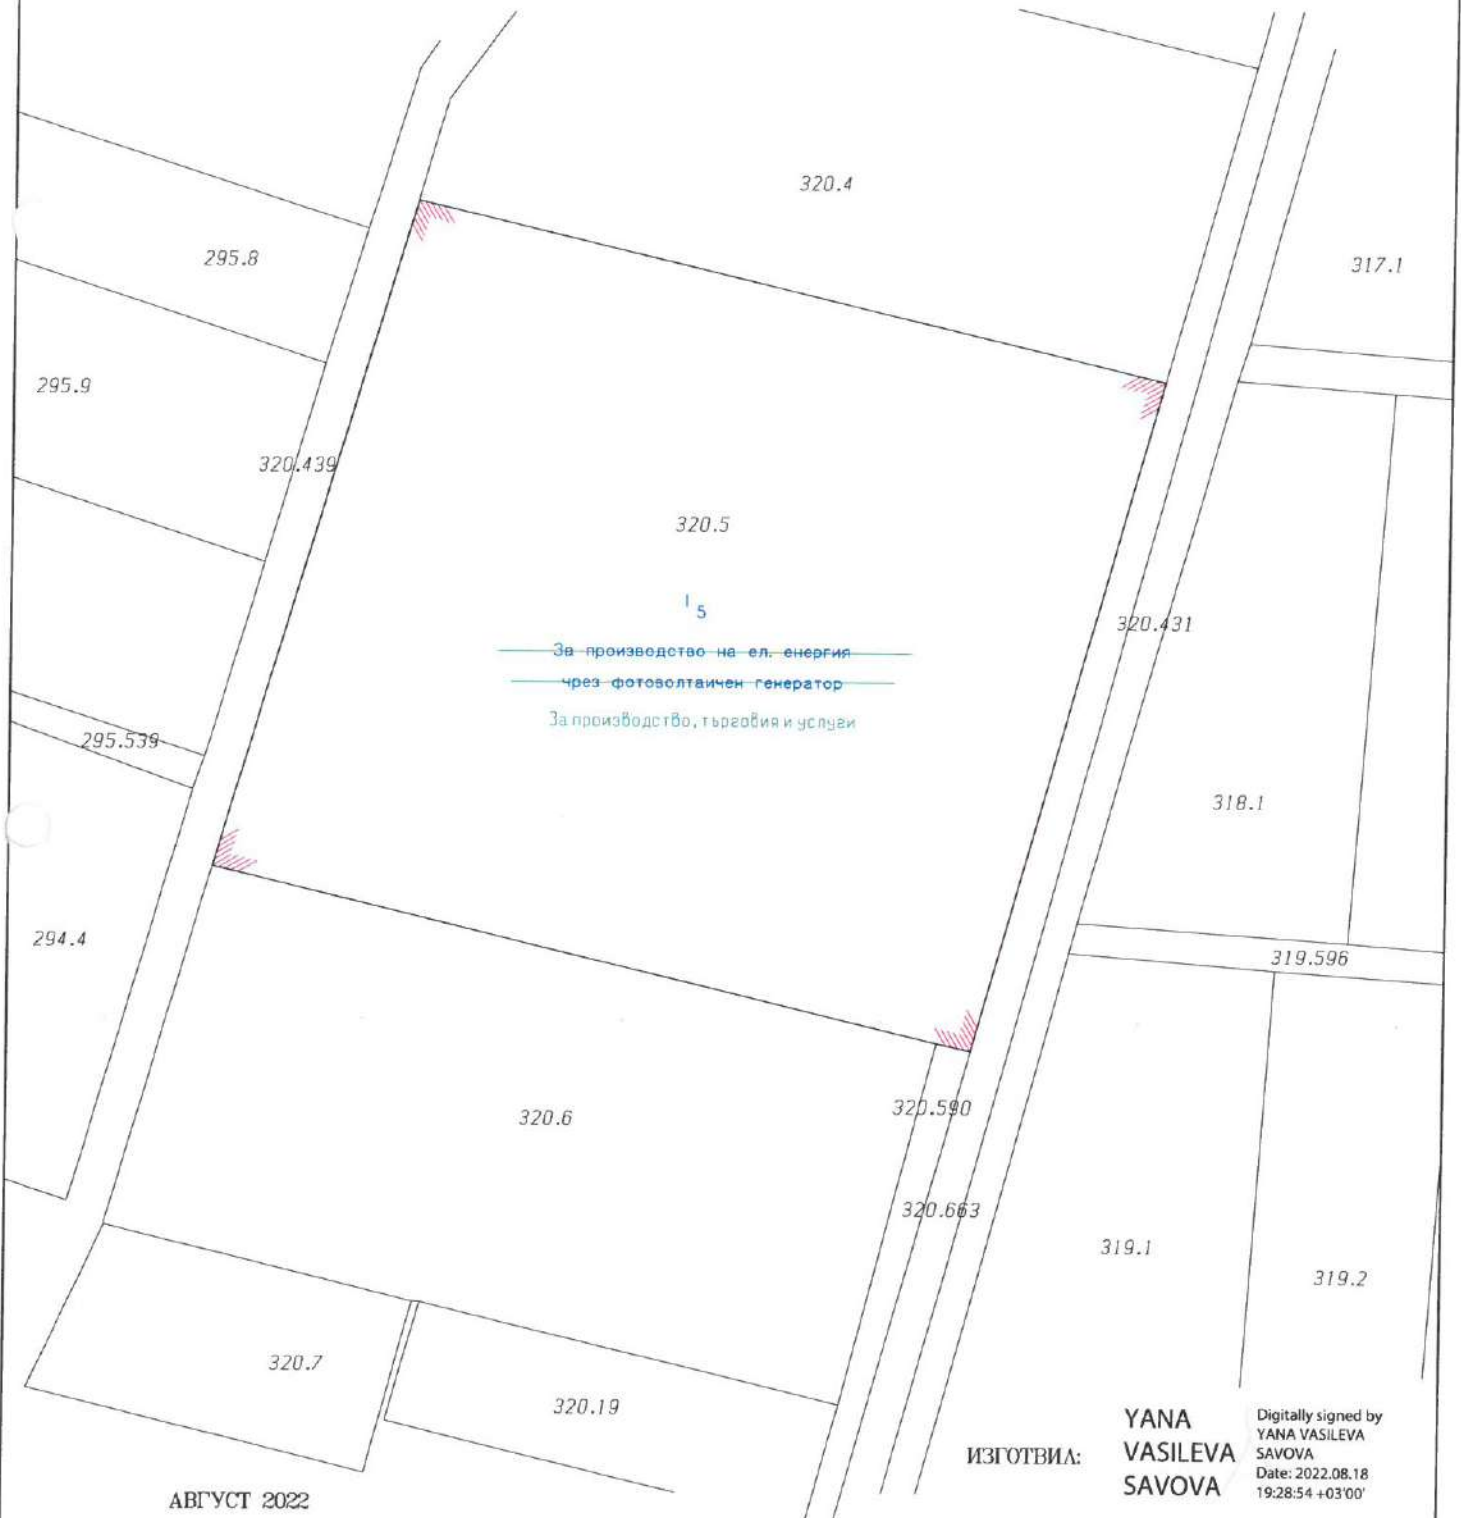 320.4
295.8
317.1
295.9
320.439
320.5
I 5
За производство на ел. енергия
чрез фотоволтаичен генератор
За производство, търговия и услуги
320.431
295.539
318.1
294.4
319.596
320.6
320.590
320.663
319.1
319.2
320.7
320.19
ИЗГОТВИЛ:
YANA
VASILEVA
SAVOVA
Digitally signed by
YANA VASILEVA
SAVOVA
Date: 2022.08.18
19:28:54 +03'00'
АВГУСТ 2022